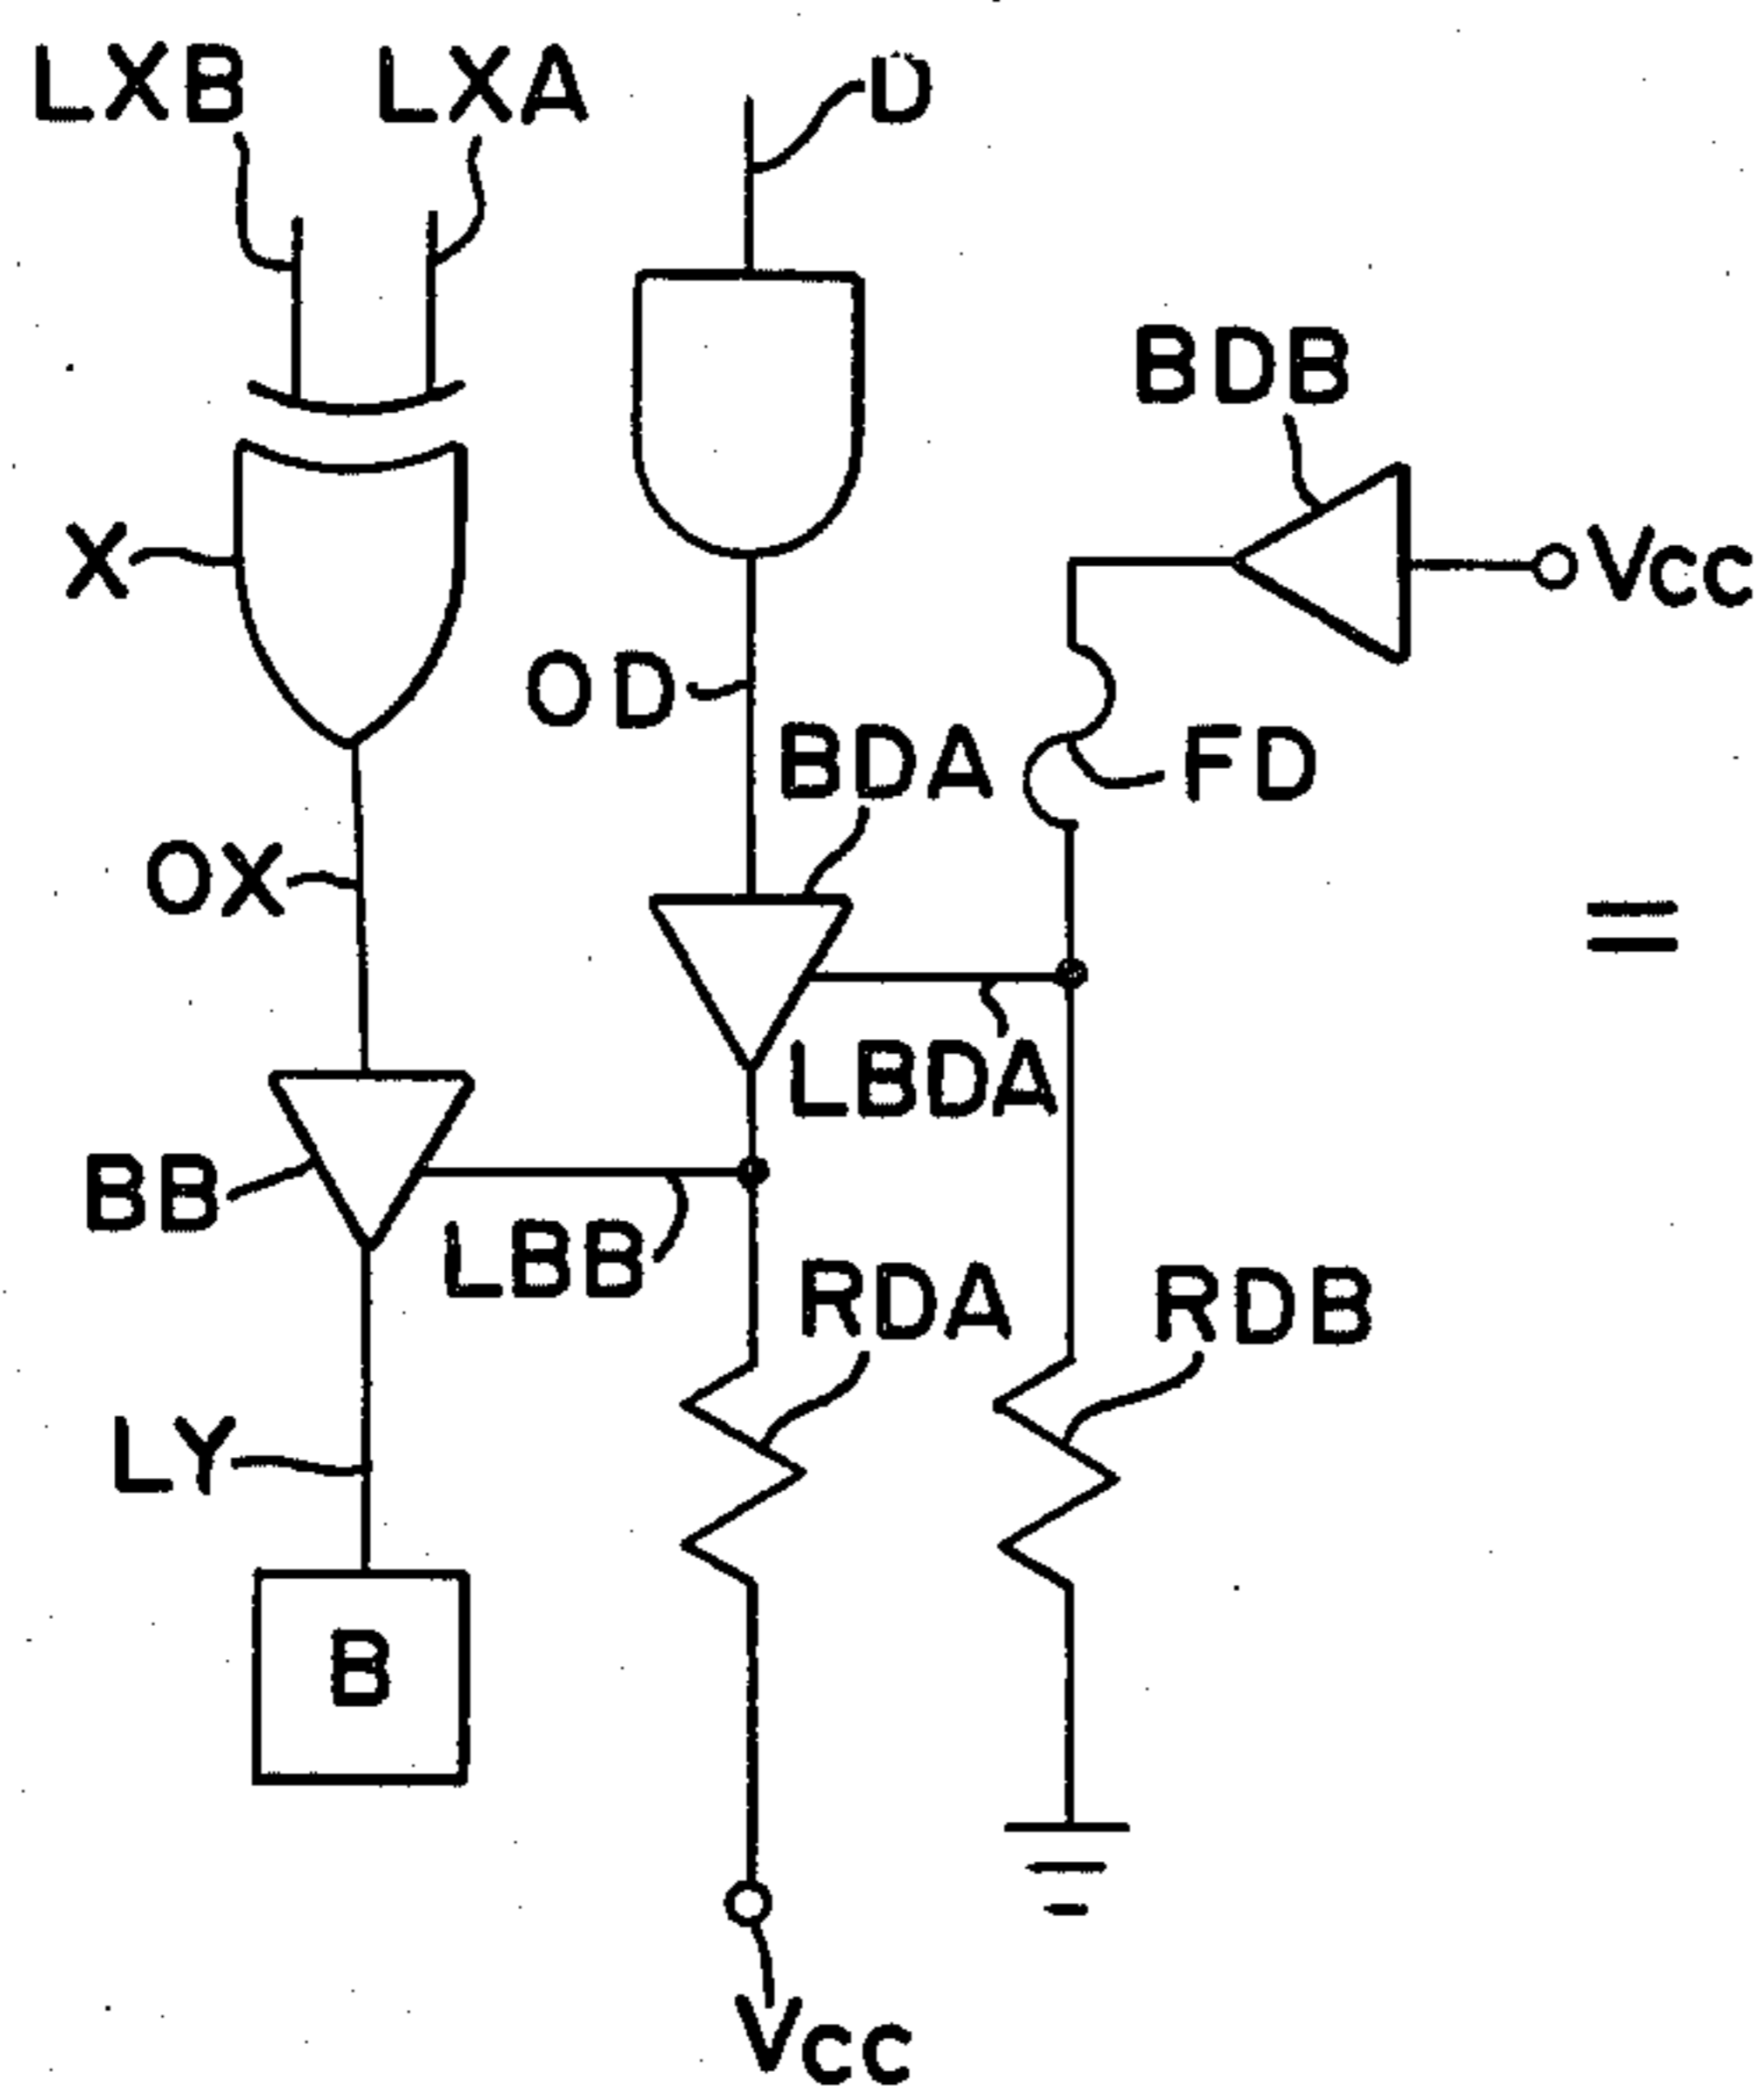 LXB LXA D
BDB
X
VCC
OD
BDA
FD
OX
=
LBDA
BB
LBB
RDA
RDB
LY
B
VCC